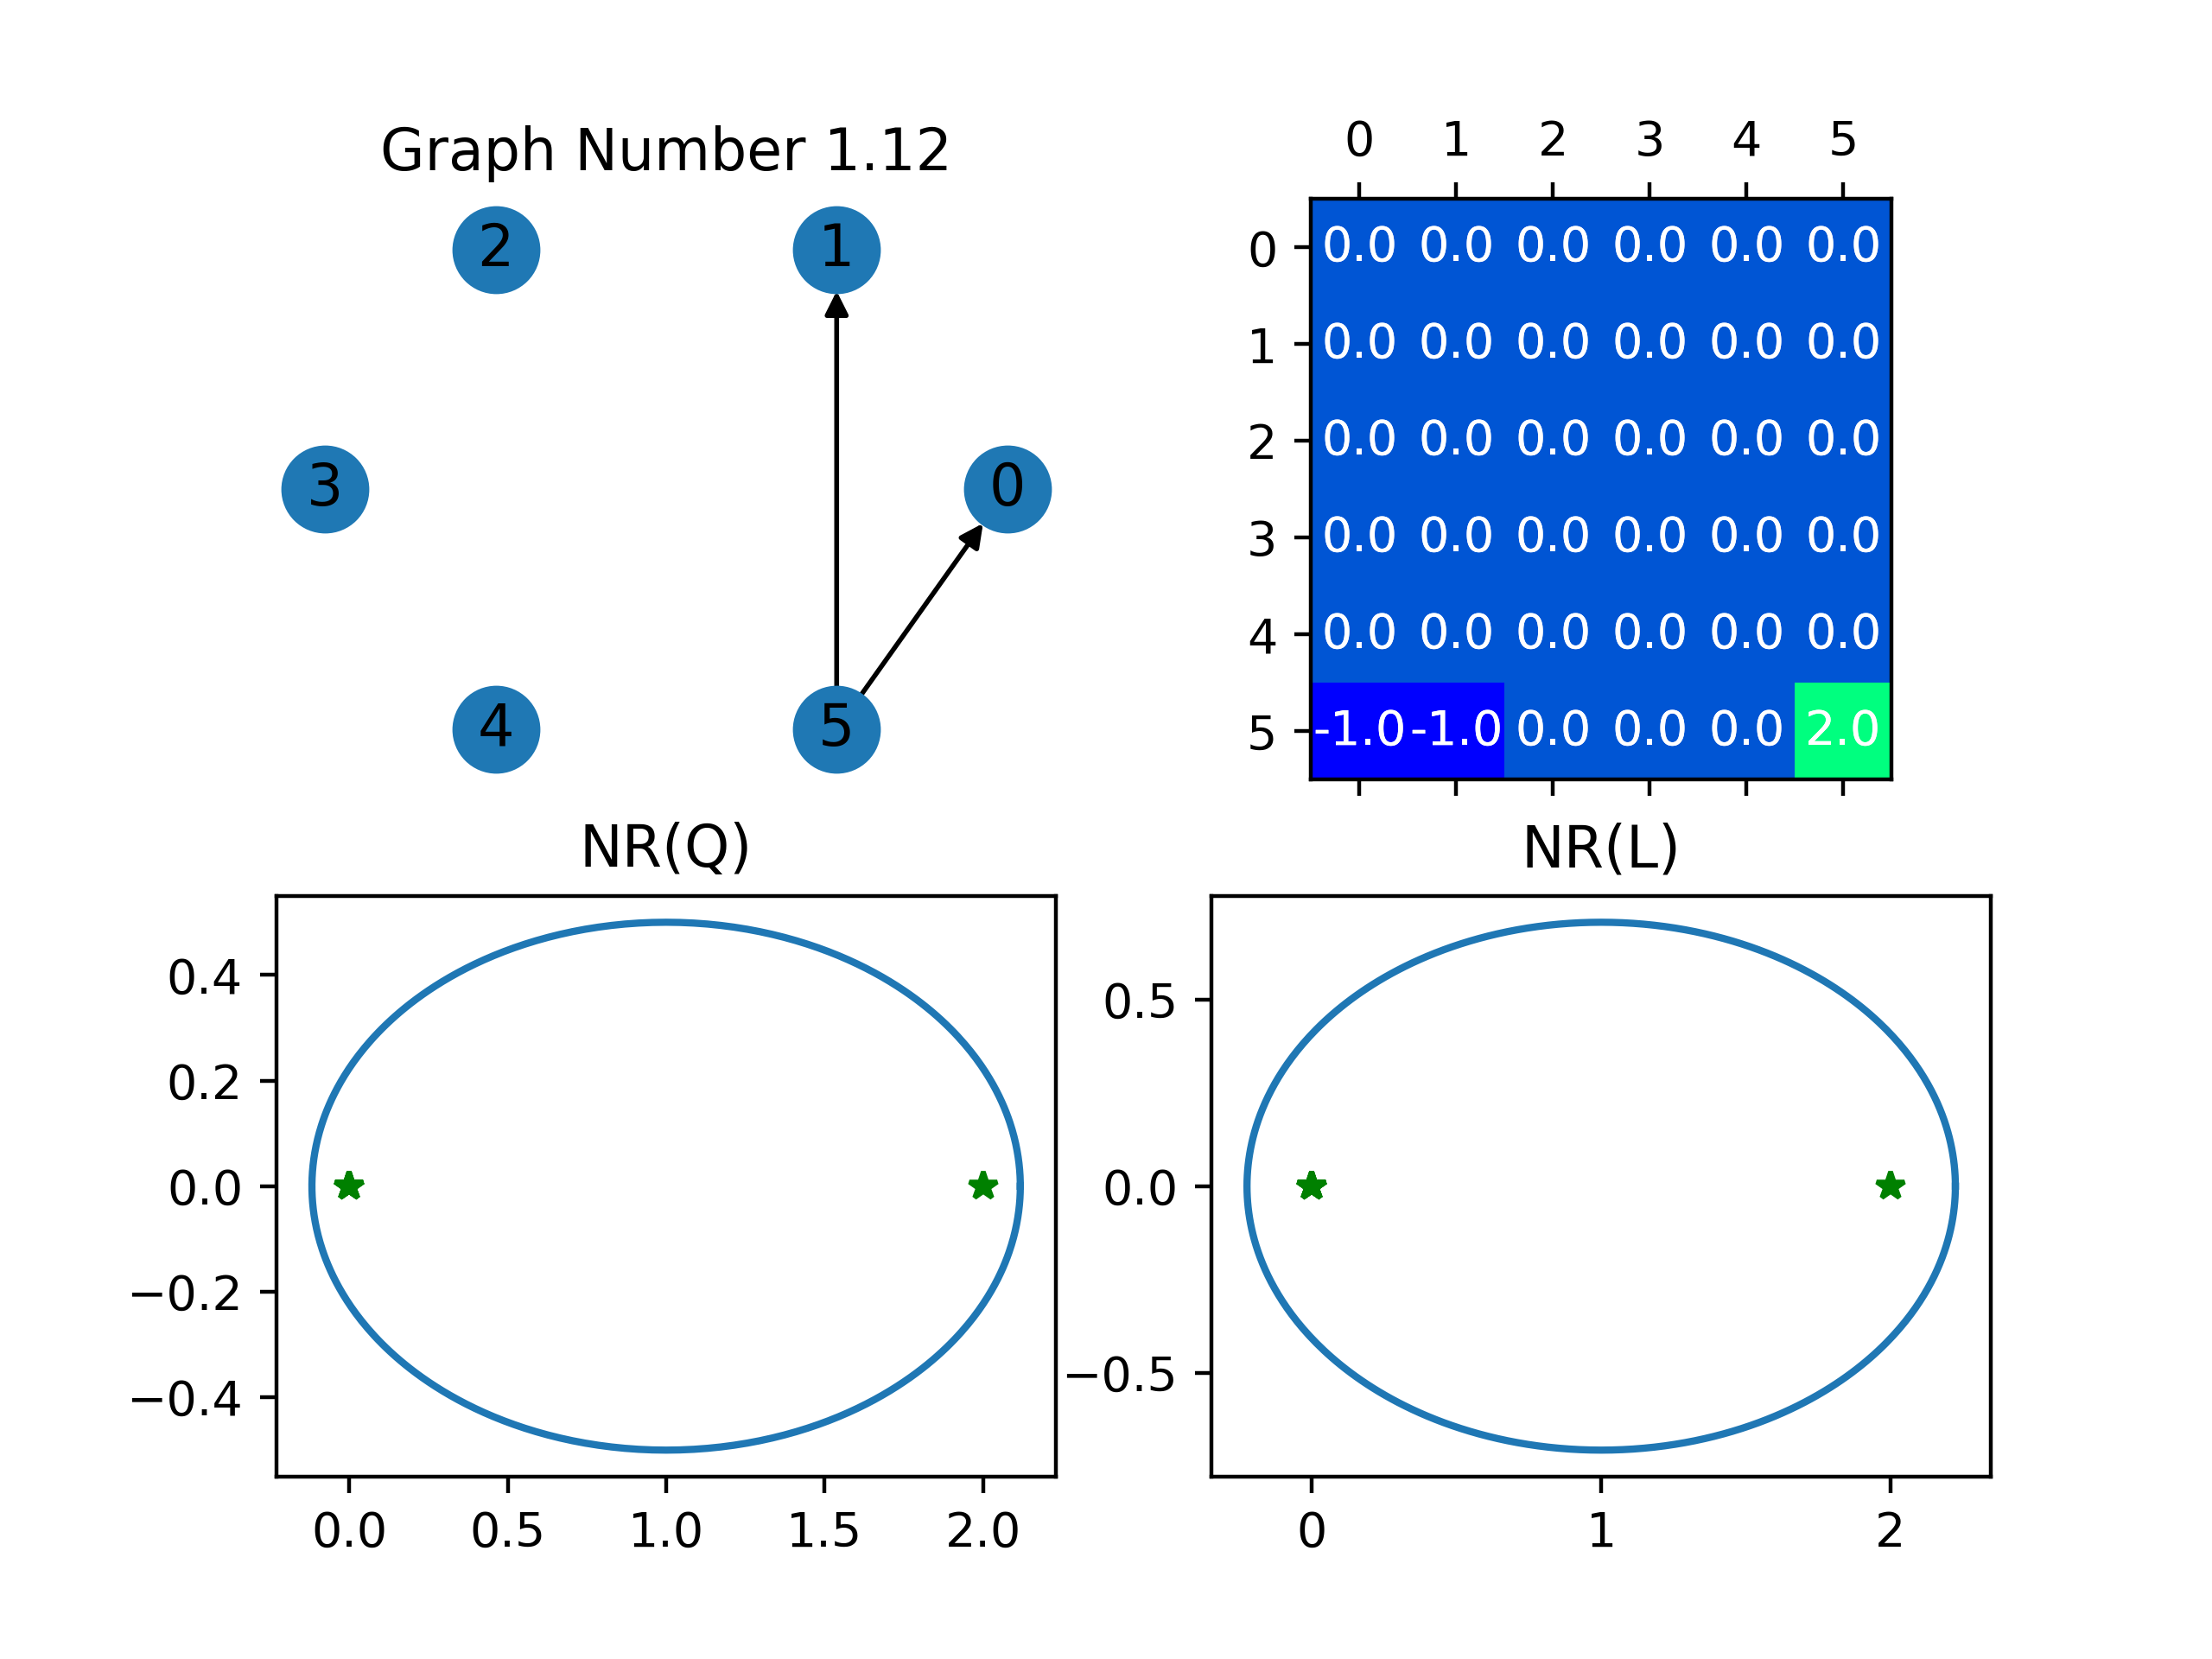 Graph Number 1.12
2 1
3 0
4 5
0 1 2 3 4 5
0 0.0 0.0 0.0 0.0 0.0 0.0
1 0.0 0.0 0.0 0.0 0.0 0.0
2 0.0 0.0 0.0 0.0 0.0 0.0
3 0.0 0.0 0.0 0.0 0.0 0.0
4 0.0 0.0 0.0 0.0 0.0 0.0
5 -1.0 -1.0 0.0 0.0 0.0 2.0
NR(Q)
0.4
0.2
0.0
−0.2
−0.4
0.0 0.5 1.0 1.5 2.0
NR(L)
0.5
0.0
−0.5
0 1 2